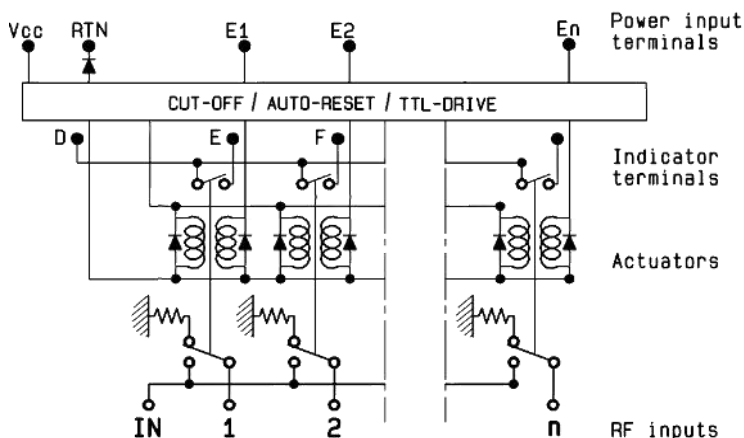 Vcc RTN E1 E2 En Power input
terminals
CUT-OFF / AUTO-RESET / TTL-DRIVE
D E F
Indicator
terminals
Actuators
IN 1 2 n RF inputs